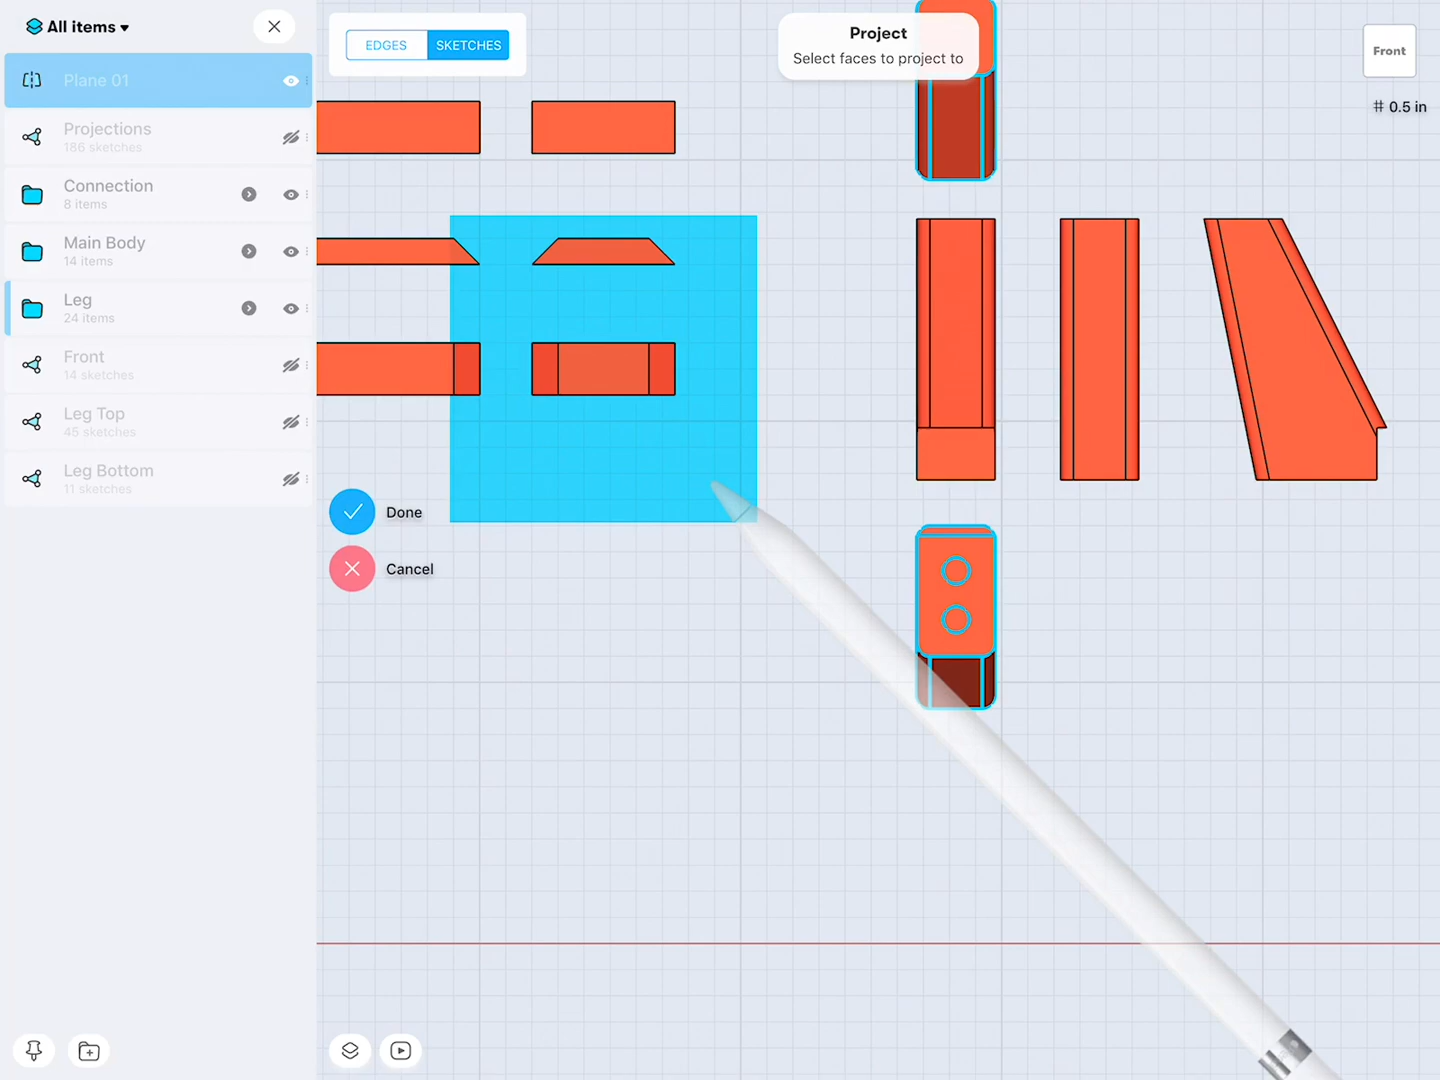 All items
Plane 01
Projections
186 sketches
Connection
8 items
Main Body
14 items
Leg
24 items
Front
14 sketches
Leg Top
45 sketches
Leg Bottom
11 sketches
EDGES
SKETCHES
Project
Select faces to project to
Front
0.5 in
Done
Cancel